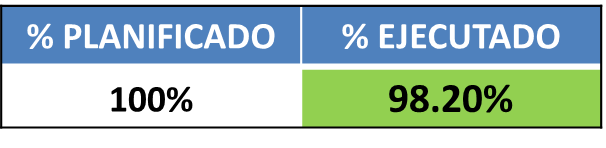 % PLANIFICADO % EJECUTADO
100% 98.20%